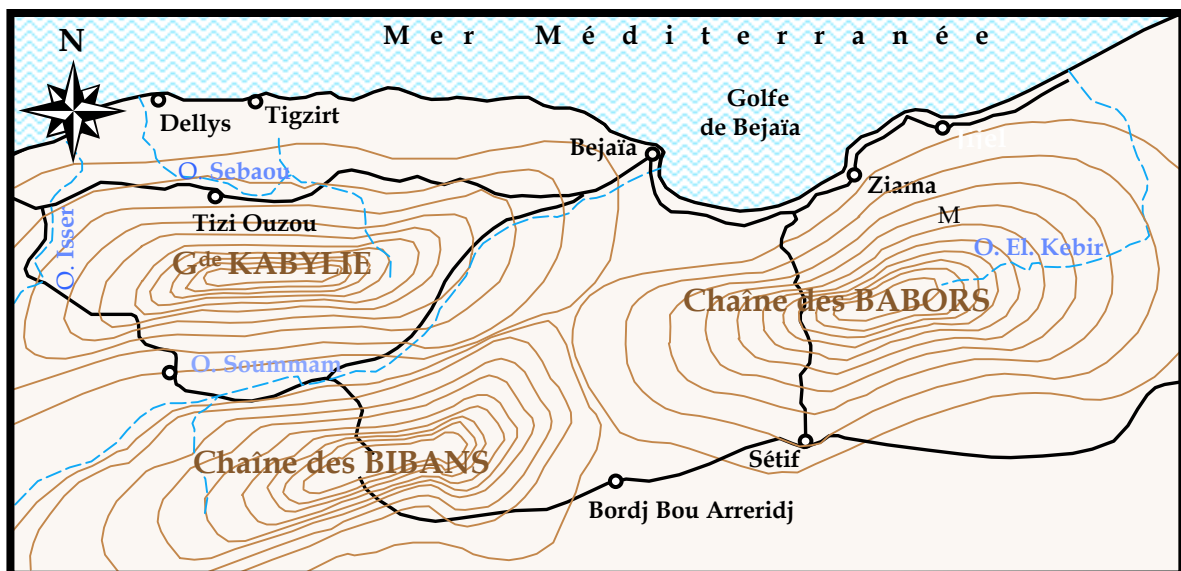 Mer Méditerranée
N
Golfe
de Bejaïa
Dellys
Tigzirt
Jijel
Bejaïa
O. Sebaou
Ziama
Tizi Ouzou
M
O. Isser
Gde KABYLIE
O. El. Kebir
Chaîne des BABORS
O. Soummam
Chaîne des BIBANS
Sétif
Bordj Bou Arreridj